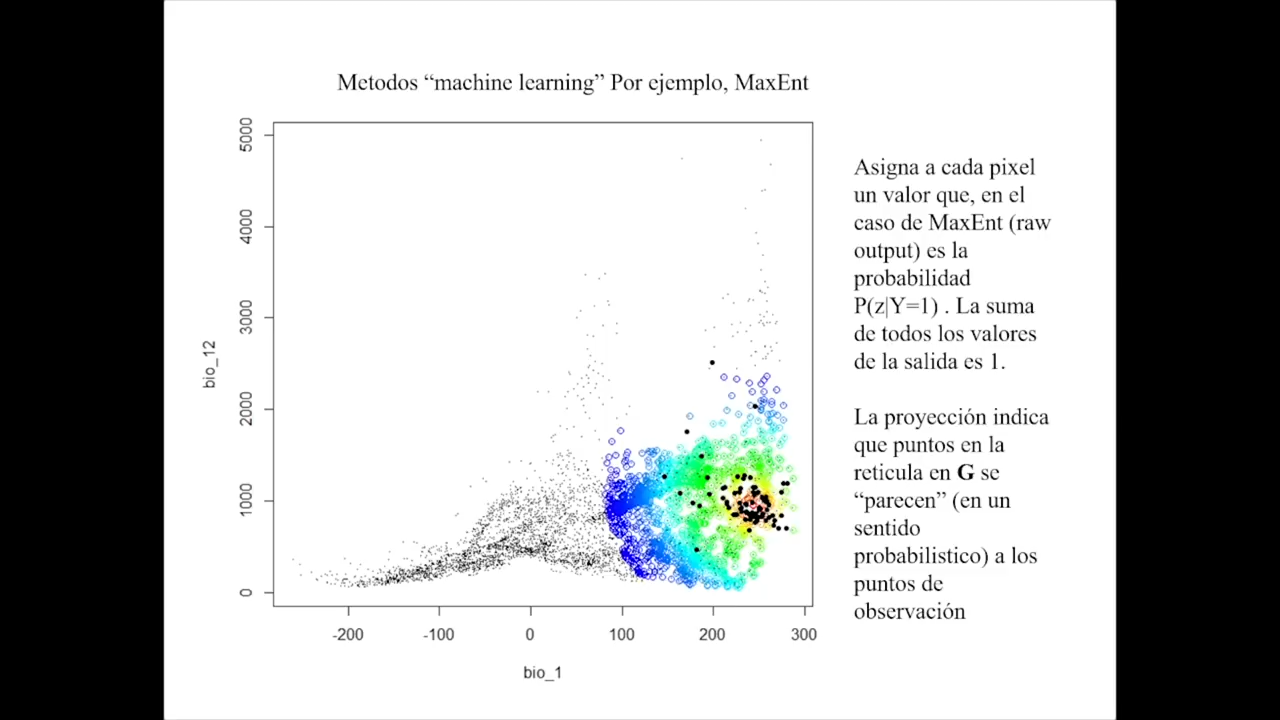 Metodos “machine learning” Por ejemplo, MaxEnt
5000
4000
3000
2000
1000
0
bio_12
-200
-100
0
100
200
300
bio_1
Asigna a cada pixel
un valor que, en el
caso de MaxEnt (raw
output) es la
probabilidad
P(z|Y=1) . La suma
de todos los valores
de la salida es 1.
La proyección indica
que puntos en la
reticula en G se
“parecen” (en un
sentido
probabilistico) a los
puntos de
observación